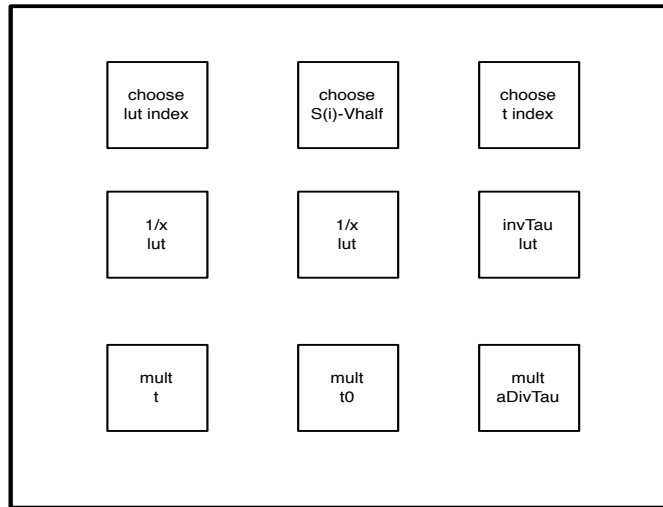 choose
lut index
choose
S(i)-Vhalf
choose
t index
1/x
lut
1/x
lut
invTau
lut
mult
t
mult
t0
mult
aDivTau